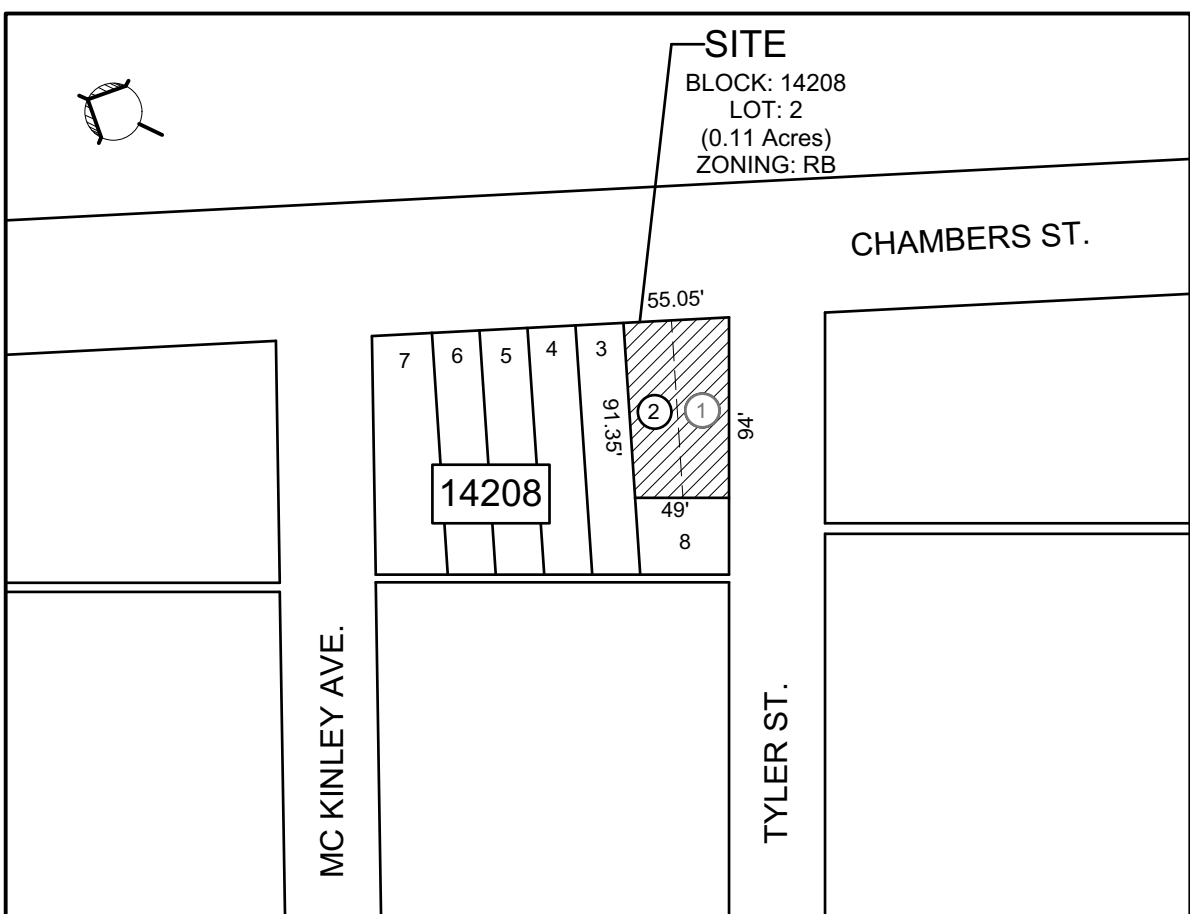 SITE
BLOCK: 14208
LOT: 2
(0.11 Acres)
ZONING: RB
CHAMBERS ST.
55.05'
7
6
5
4
3
2
1
91.35'
94'
14208
49'
8
MC KINLEY AVE.
TYLER ST.